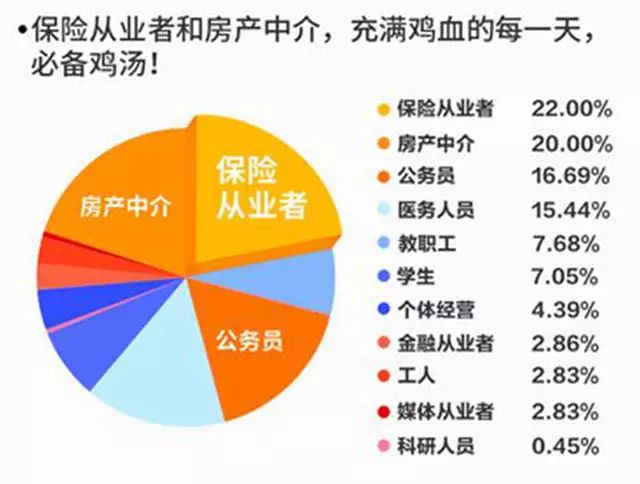 •保险从业者和房产中介，充满鸡血的每一天，
必备鸡汤！
保险
从业者
房产中介
公务员
保险从业者 22.00%
房产中介 20.00%
公务员 16.69%
医务人员 15.44%
教职工 7.68%
学生 7.05%
个体经营 4.39%
金融从业者 2.86%
工人 2.83%
媒体从业者 2.83%
科研人员 0.45%